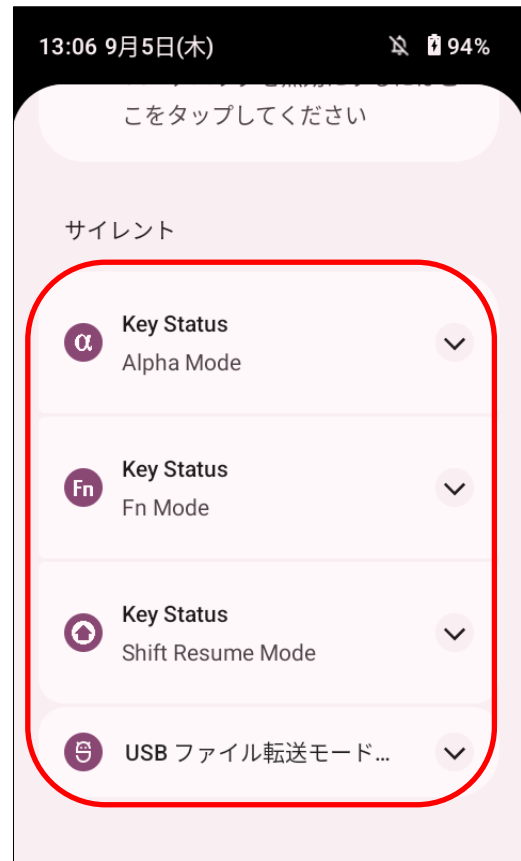 13:06 9月5日(木)
94%
こをタップしてください
サイレント
α
Key Status
Alpha Mode
Fn
Key Status
Fn Mode
Key Status
Shift Resume Mode
USB ファイル転送モード...